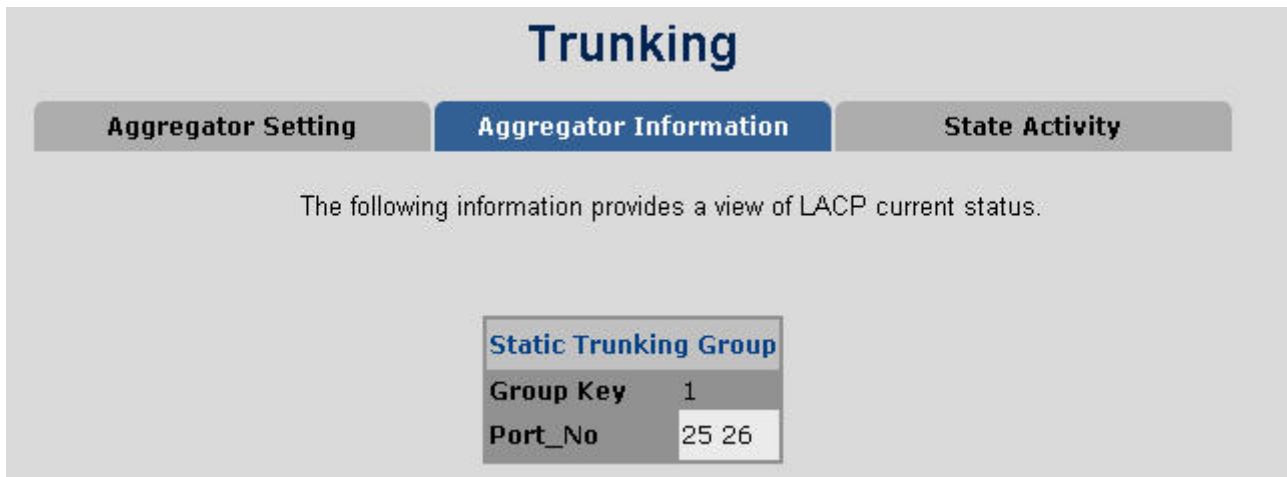 Trunking
Aggregator Setting Aggregator Information State Activity
The following information provides a view of LACP current status.
Static Trunking Group
Group Key 1
Port_No 25 26